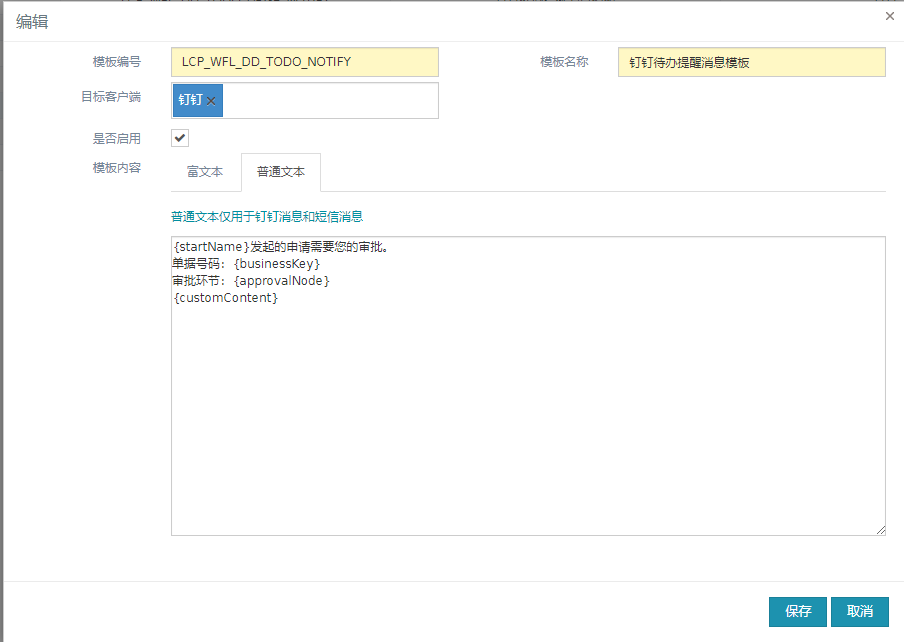 编辑
模板编号 LCP_WFL_DD_TODO_NOTIFY 模板名称 钉钉待办提醒消息模板
目标客户端 钉钉
是否启用
模板内容 富文本 普通文本
普通文本仅用于钉钉消息和短信消息
{startName}发起的申请需要您的审批。
单据号码：{businessKey}
审批环节：{approvalNode}
{customContent}
保存 取消